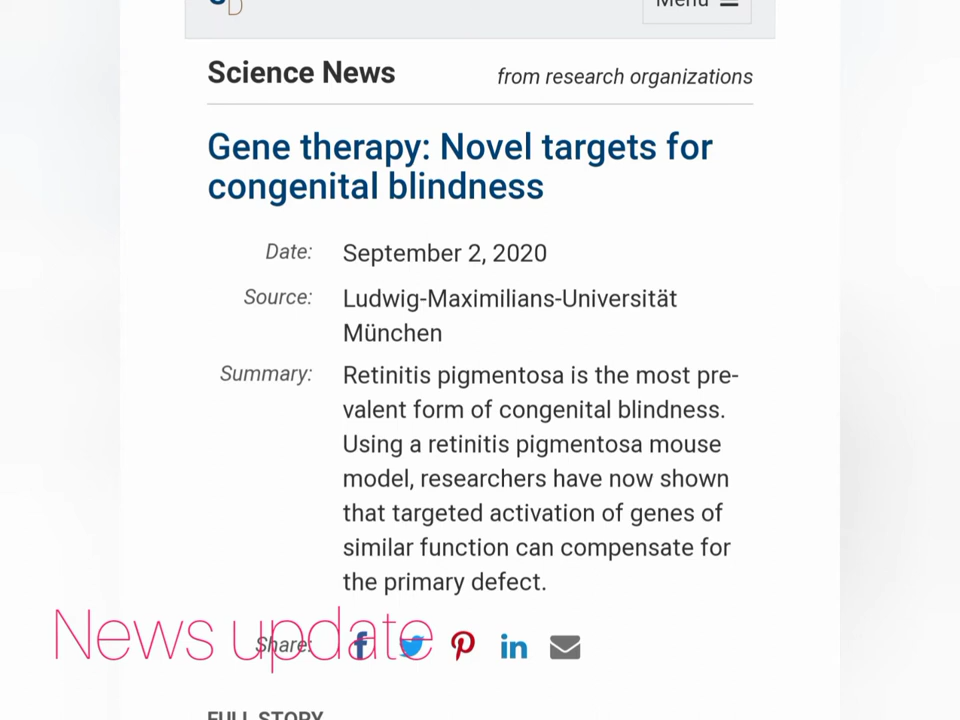 Menu
Science News
from research organizations
Gene therapy: Novel targets for
congenital blindness
Date:
September 2, 2020
Source:
Ludwig-Maximilians-Universität
München
Summary:
Retinitis pigmentosa is the most pre-
valent form of congenital blindness.
Using a retinitis pigmentosa mouse
model, researchers have now shown
that targeted activation of genes of
similar function can compensate for
the primary defect.
News update
Share:
FULL STORY